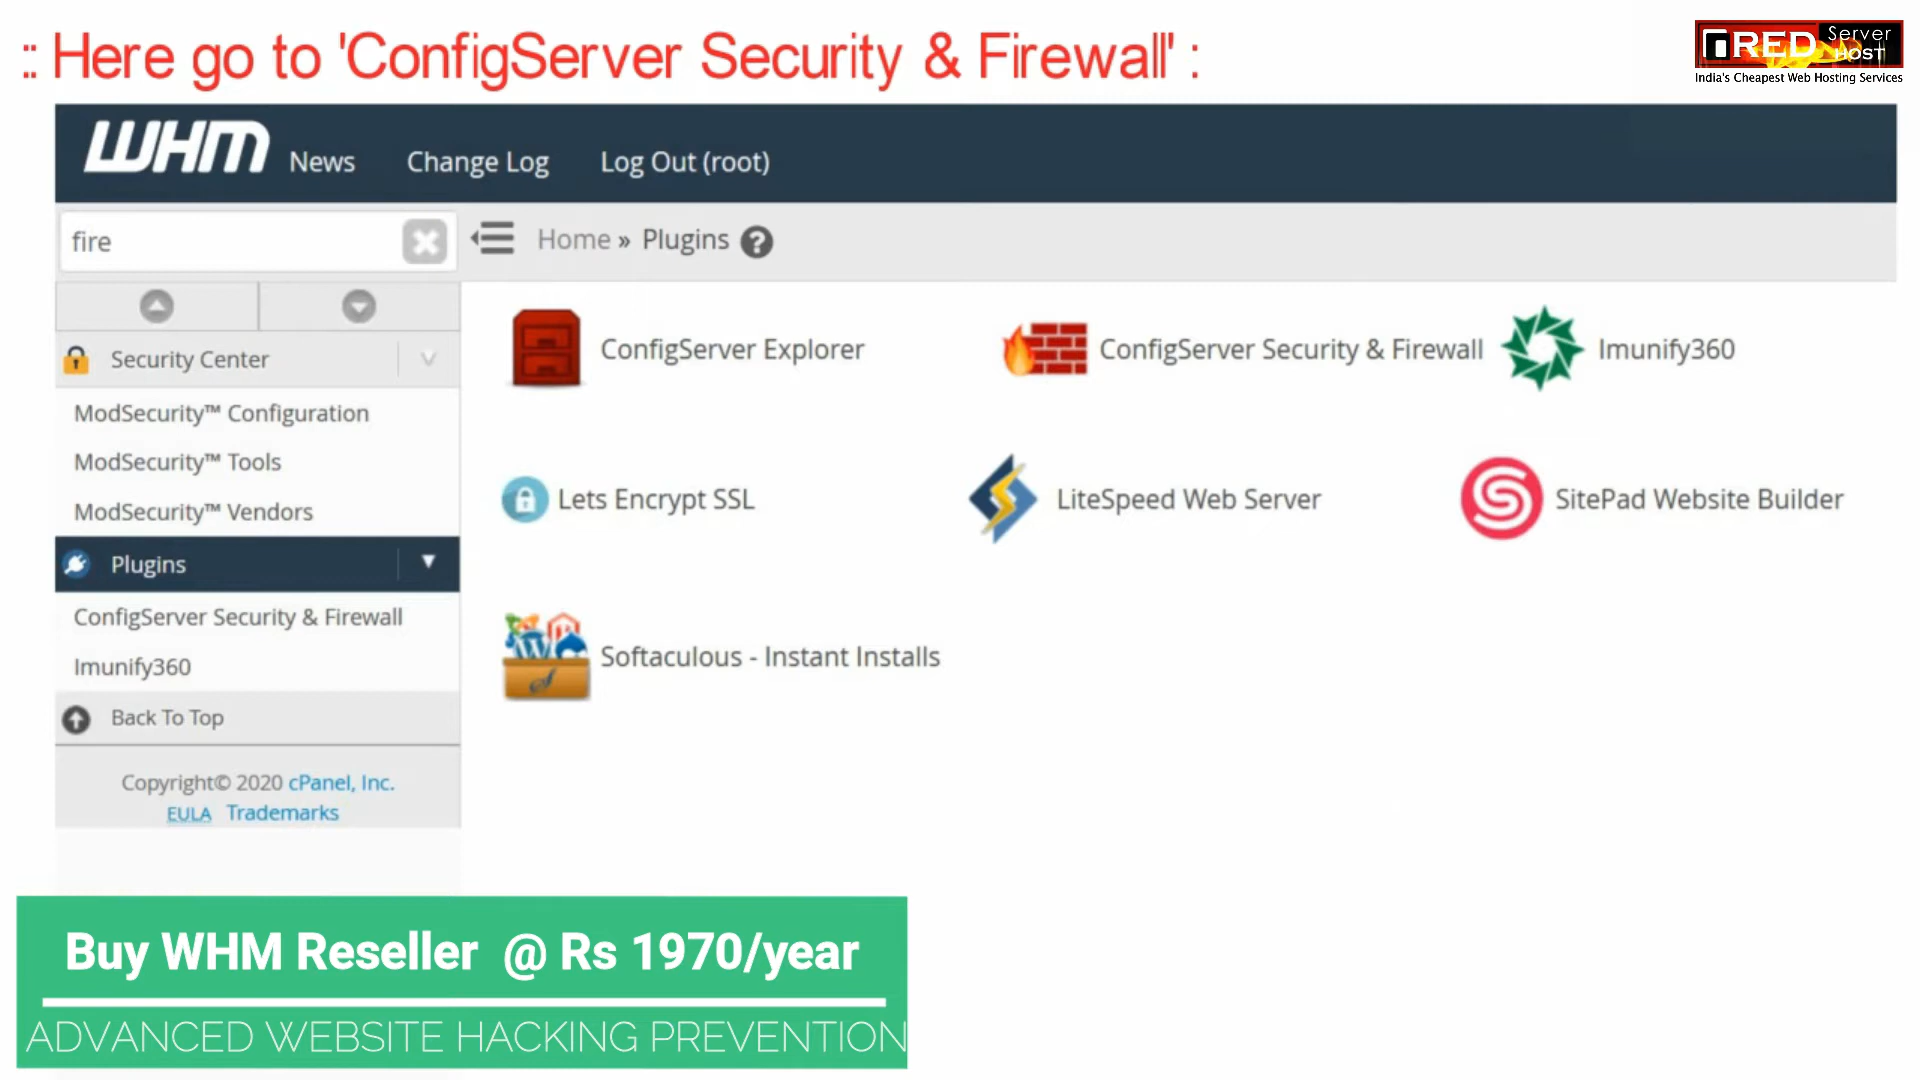 :: Here go to 'ConfigServer Security & Firewall' :
RED Server HOST
India's Cheapest Web Hosting Services
WHM News Change Log Log Out (root)
fire
Home » Plugins ?
Security Center
ModSecurity™ Configuration
ModSecurity™ Tools
ModSecurity™ Vendors
Plugins
ConfigServer Security & Firewall
Imunify360
Back To Top
Copyright© 2020 cPanel, Inc.
EULA Trademarks
ConfigServer Explorer
ConfigServer Security & Firewall
Imunify360
Lets Encrypt SSL
LiteSpeed Web Server
SitePad Website Builder
Softaculous - Instant Installs
Buy WHM Reseller @ Rs 1970/year
ADVANCED WEBSITE HACKING PREVENTION